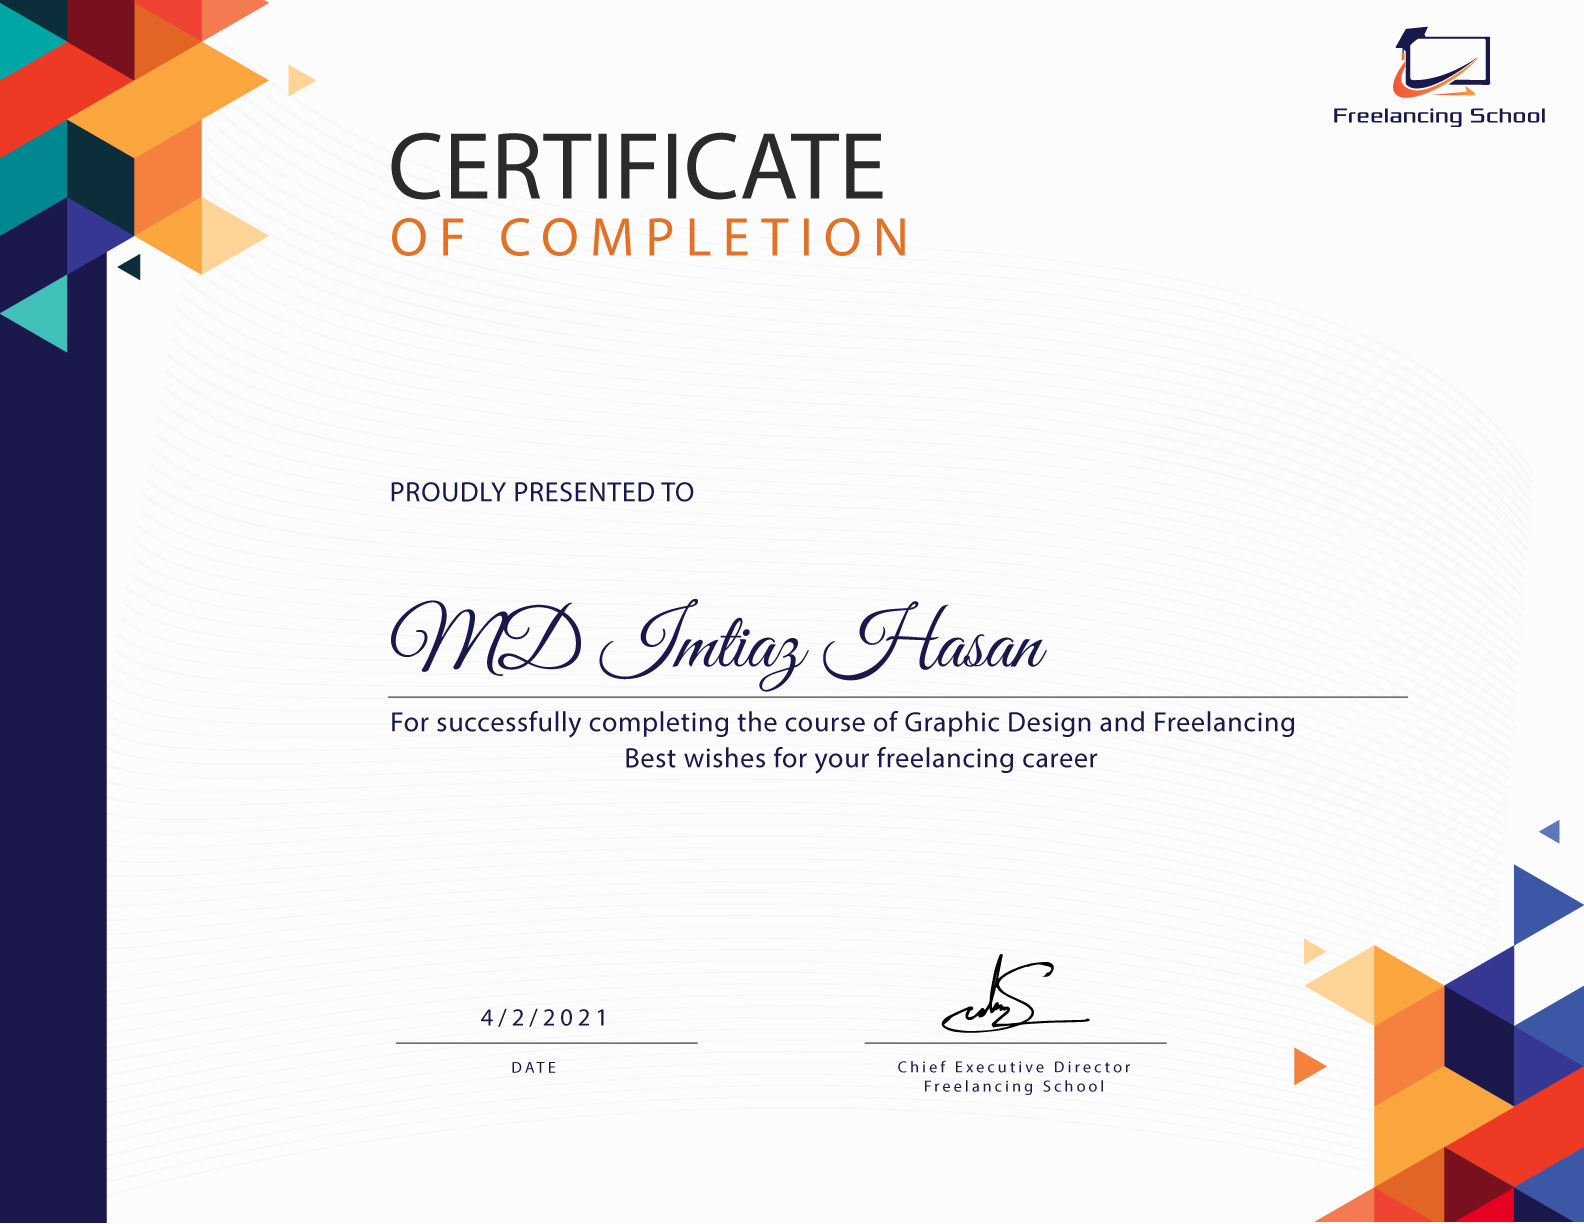 Freelancing School
CERTIFICATE
OF COMPLETION
PROUDLY PRESENTED TO
MD Imtiaz Hasan
For successfully completing the course of Graphic Design and Freelancing
Best wishes for your freelancing career
4/2/2021
DATE
Chief Executive Director
Freelancing School